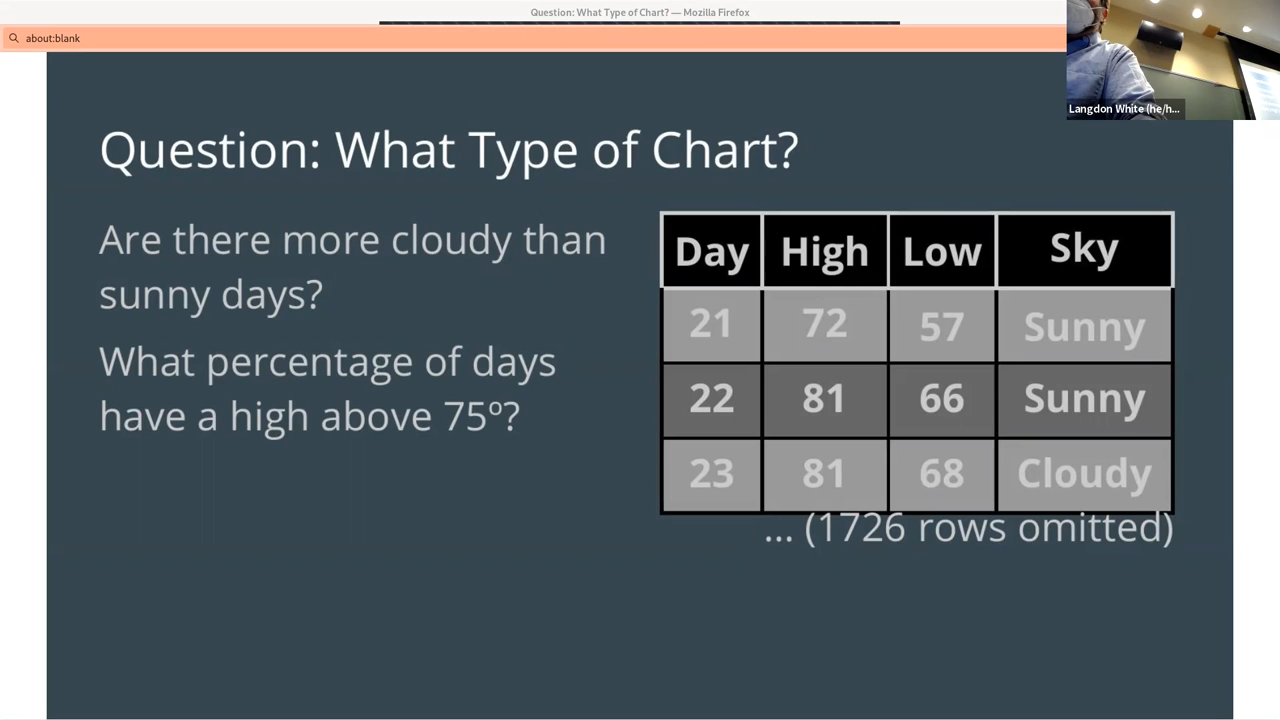 Question: What Type of Chart? — Mozilla Firefox
about:blank
Langdon White (he/h...
Question: What Type of Chart?
Are there more cloudy than
sunny days?
What percentage of days
have a high above 75º?
Day High Low Sky
21 72 57 Sunny
22 81 66 Sunny
23 81 68 Cloudy
... (1726 rows omitted)